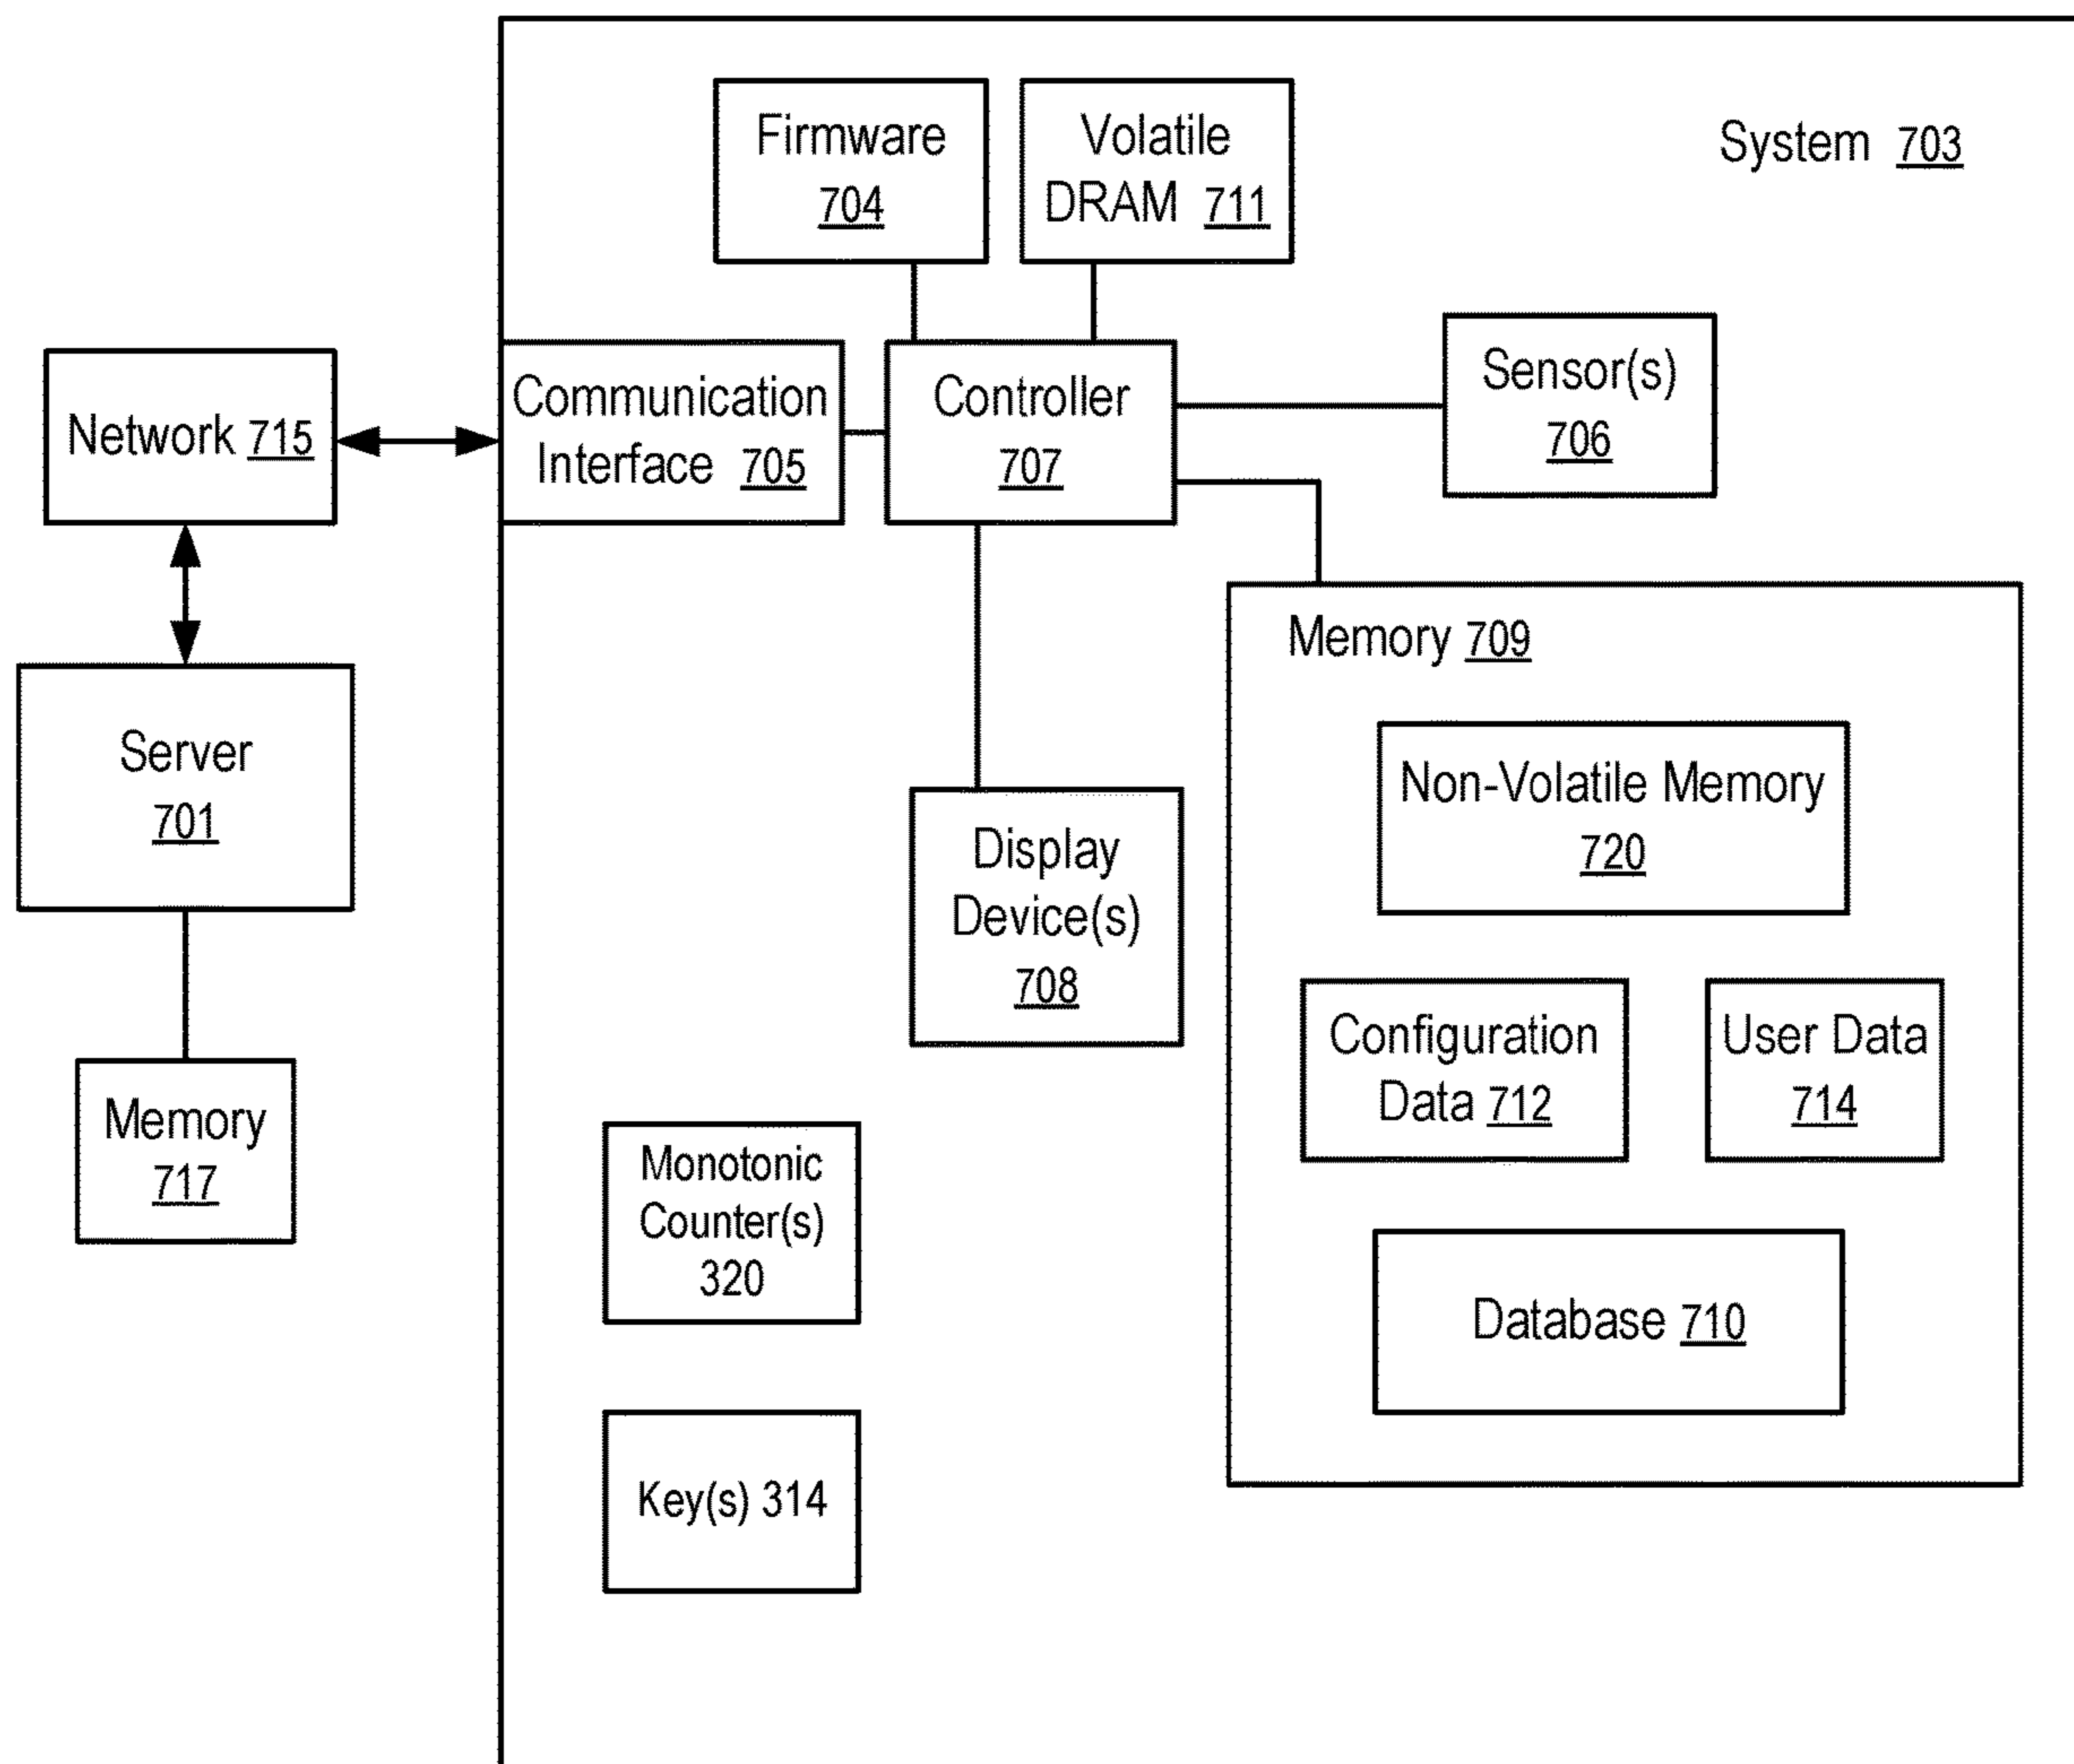 System 703
Firmware
704
Volatile
DRAM 711
Network 715
Communication
Interface 705
Controller
707
Sensor(s)
706
Server
701
Memory
717
Display
Device(s)
708
Memory 709
Non-Volatile Memory
720
Configuration
Data 712
User Data
714
Database 710
Monotonic
Counter(s)
320
Key(s) 314